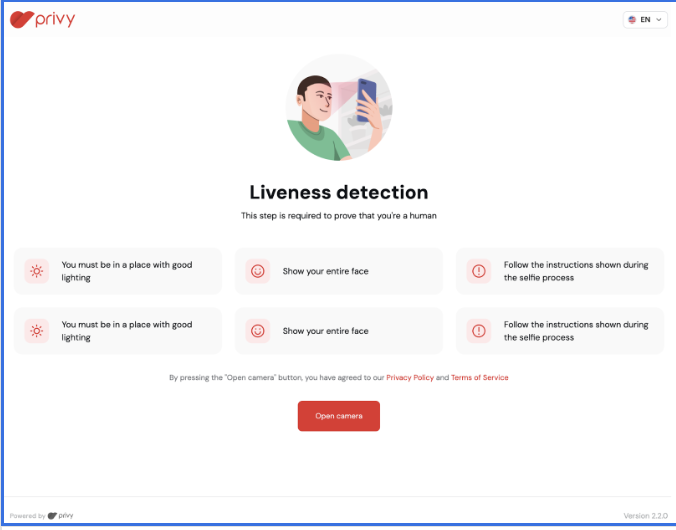 privy
EN
Liveness detection
This step is required to prove that you're a human
You must be in a place with good
lighting
Show your entire face
Follow the instructions shown during
the selfie process
You must be in a place with good
lighting
Show your entire face
Follow the instructions shown during
the selfie process
By pressing the "Open camera" button, you have agreed to our Privacy Policy and Terms of Service
Open camera
Powered by privy
Version 2.2.0